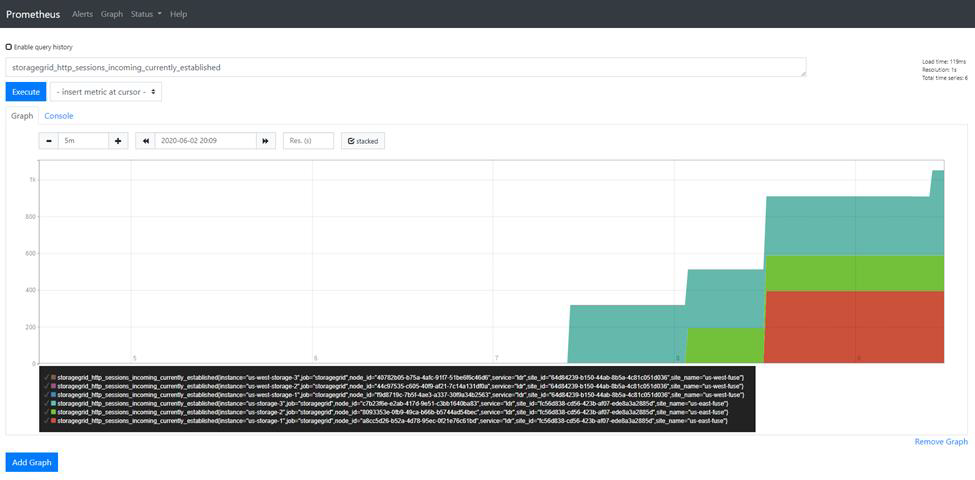 Prometheus Alerts Graph Status Help
Enable query history
storagegrid_http_sessions_incoming_currently_established
Load time: 119ms
Resolution: 1s
Total time series: 6
Execute - insert metric at cursor -
Graph Console
5m 2020-06-02 20:09 Res. (s) stacked
1k
800
600
400
200
0
5 6 7 8 9
storagegrid_http_sessions_incoming_currently_established{instance="us-west-storage-3",job="storagegrid",node_id="40782b05-b75a-4afc-91f7-51be6f6c46d6",service="ldr",site_id="64d84239-b150-44ab-8b5a-4c81c051d036",site_name="us-west-fuse"}
storagegrid_http_sessions_incoming_currently_established{instance="us-west-storage-2",job="storagegrid",node_id="44c97535-c605-40f9-af21-7c14a131df0a",service="ldr",site_id="64d84239-b150-44ab-8b5a-4c81c051d036",site_name="us-west-fuse"}
storagegrid_http_sessions_incoming_currently_established{instance="us-west-storage-1",job="storagegrid",node_id="f9d8719c-7b5f-4ae3-a337-30f9a34b2563",service="ldr",site_id="64d84239-b150-44ab-8b5a-4c81c051d036",site_name="us-west-fuse"}
storagegrid_http_sessions_incoming_currently_established{instance="us-east-storage-3",job="storagegrid",node_id="c7b23f6e-e2ab-417d-9e51-c3bb1640ba83",service="ldr",site_id="fc56d838-cd56-423b-af07-ede8a3a2885d",site_name="us-east-fuse"}
storagegrid_http_sessions_incoming_currently_established{instance="us-east-storage-2",job="storagegrid",node_id="8093353e-0fb9-49ca-b66b-b5744ad54bec",service="ldr",site_id="fc56d838-cd56-423b-af07-ede8a3a2885d",site_name="us-east-fuse"}
storagegrid_http_sessions_incoming_currently_established{instance="us-east-storage-1",job="storagegrid",node_id="a8cc5d26-b52a-4d78-95ec-0f21e76c61bd",service="ldr",site_id="fc56d838-cd56-423b-af07-ede8a3a2885d",site_name="us-east-fuse"}
Remove Graph
Add Graph